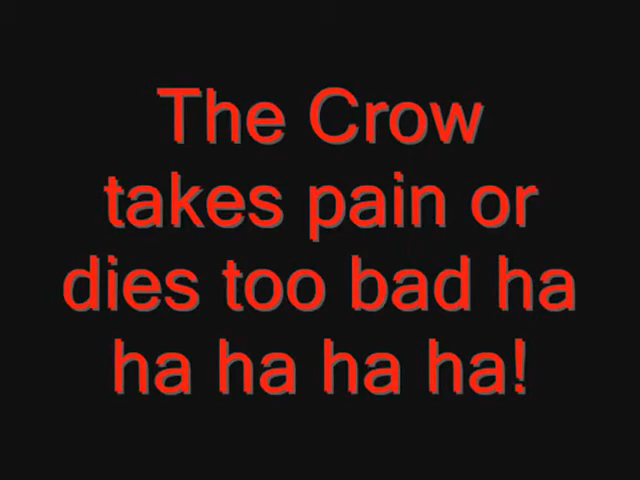 The Crow
takes pain or
dies too bad ha
ha ha ha ha!